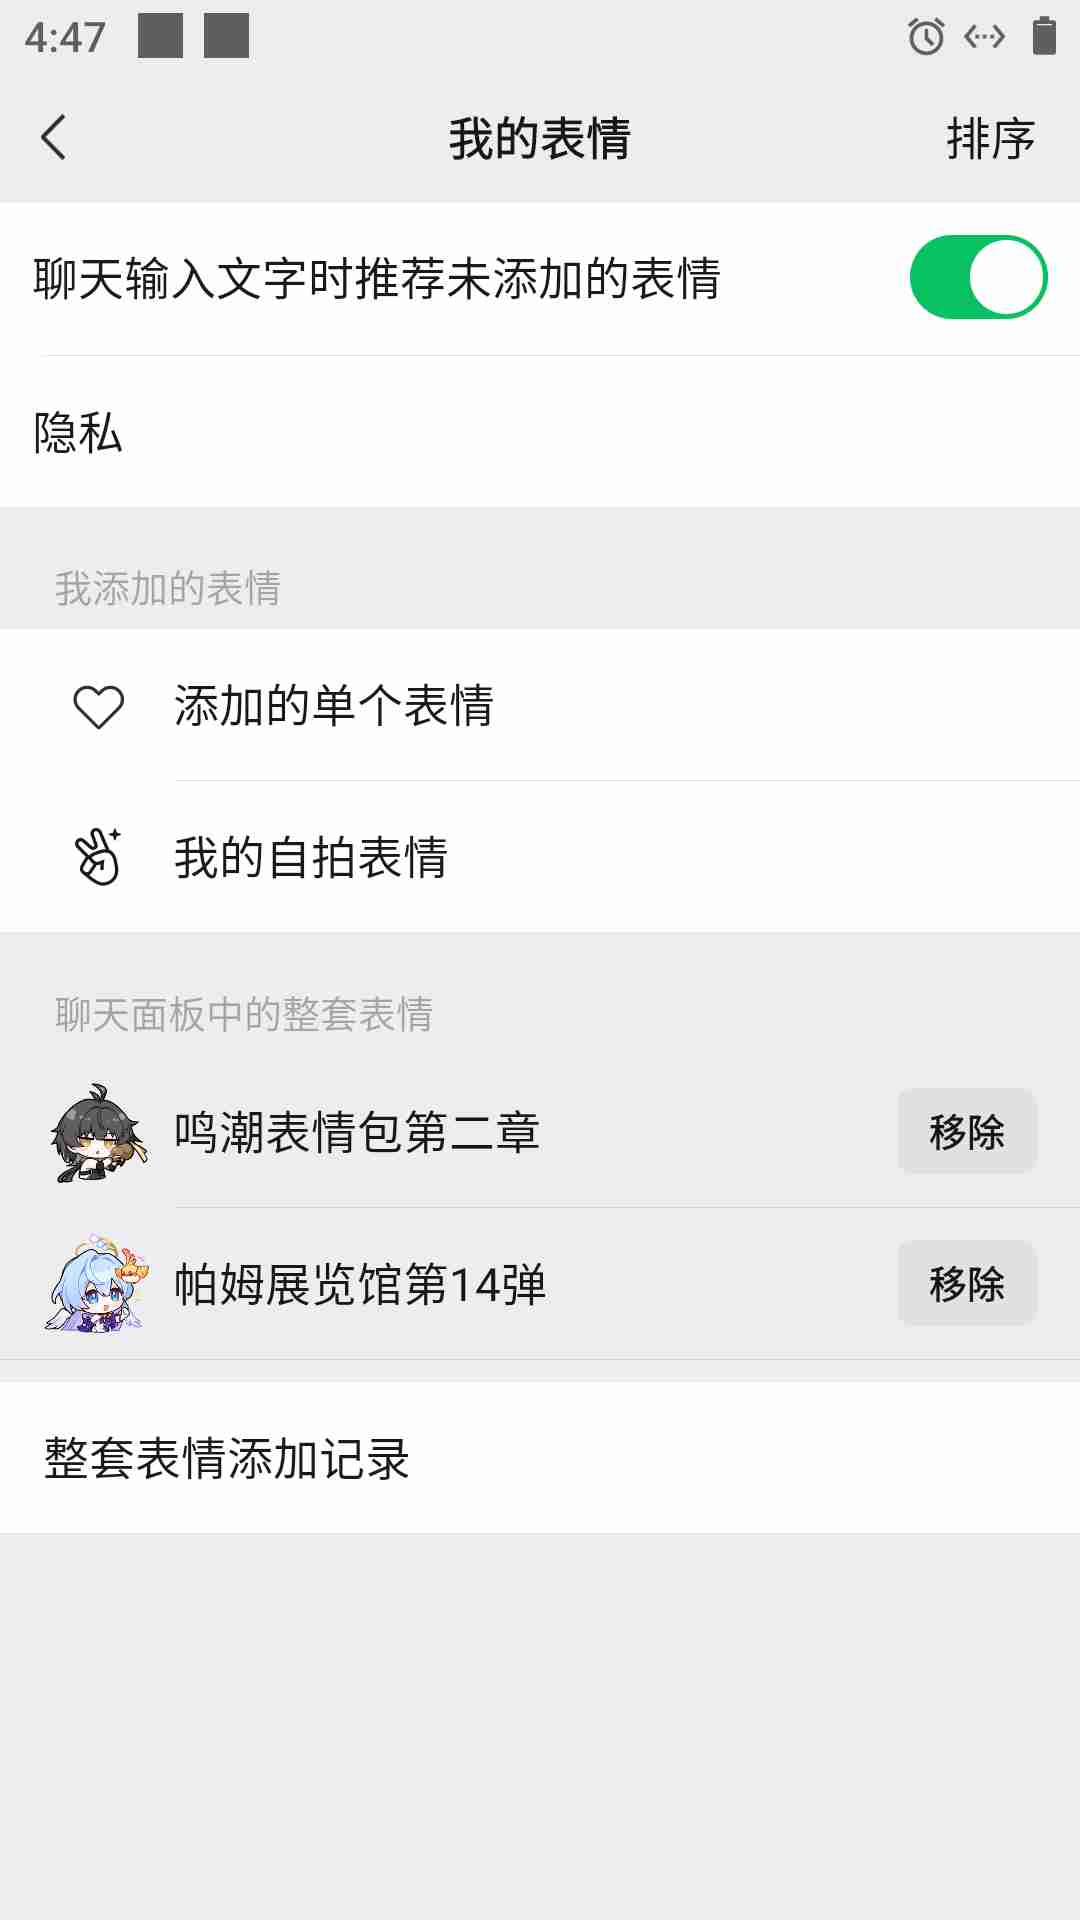 4:47
我的表情
排序
聊天输入文字时推荐未添加的表情
隐私
我添加的表情
添加的单个表情
我的自拍表情
聊天面板中的整套表情
鸣潮表情包第二章
移除
帕姆展览馆第14弹
移除
整套表情添加记录